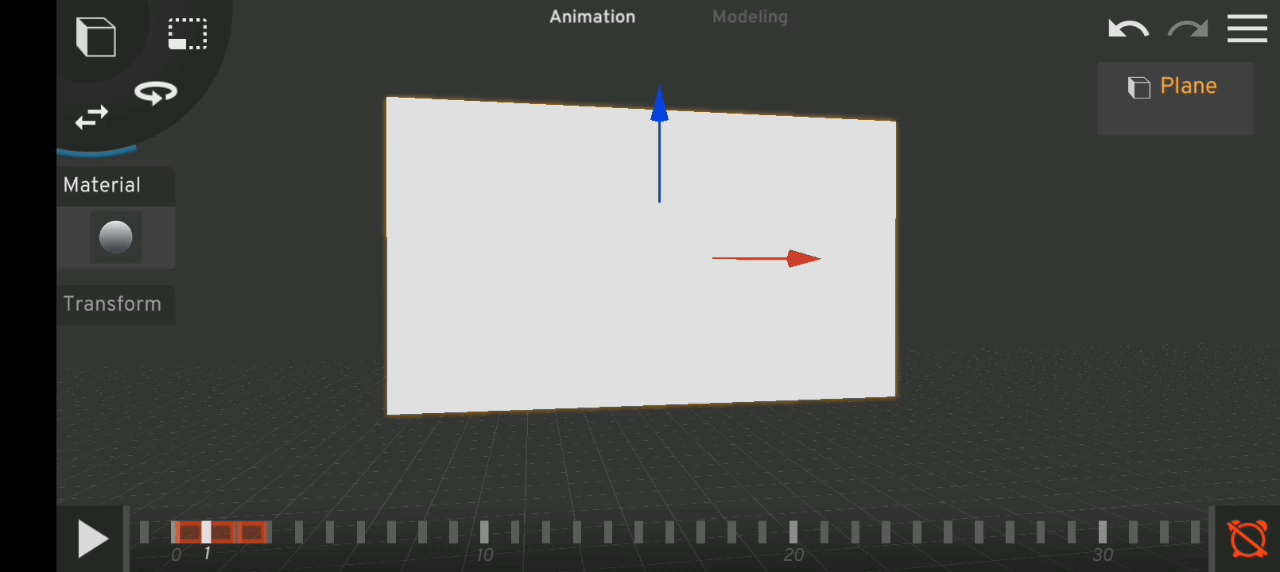 Animation Modeling
Plane
Material
Transform
0 1 10 20 30